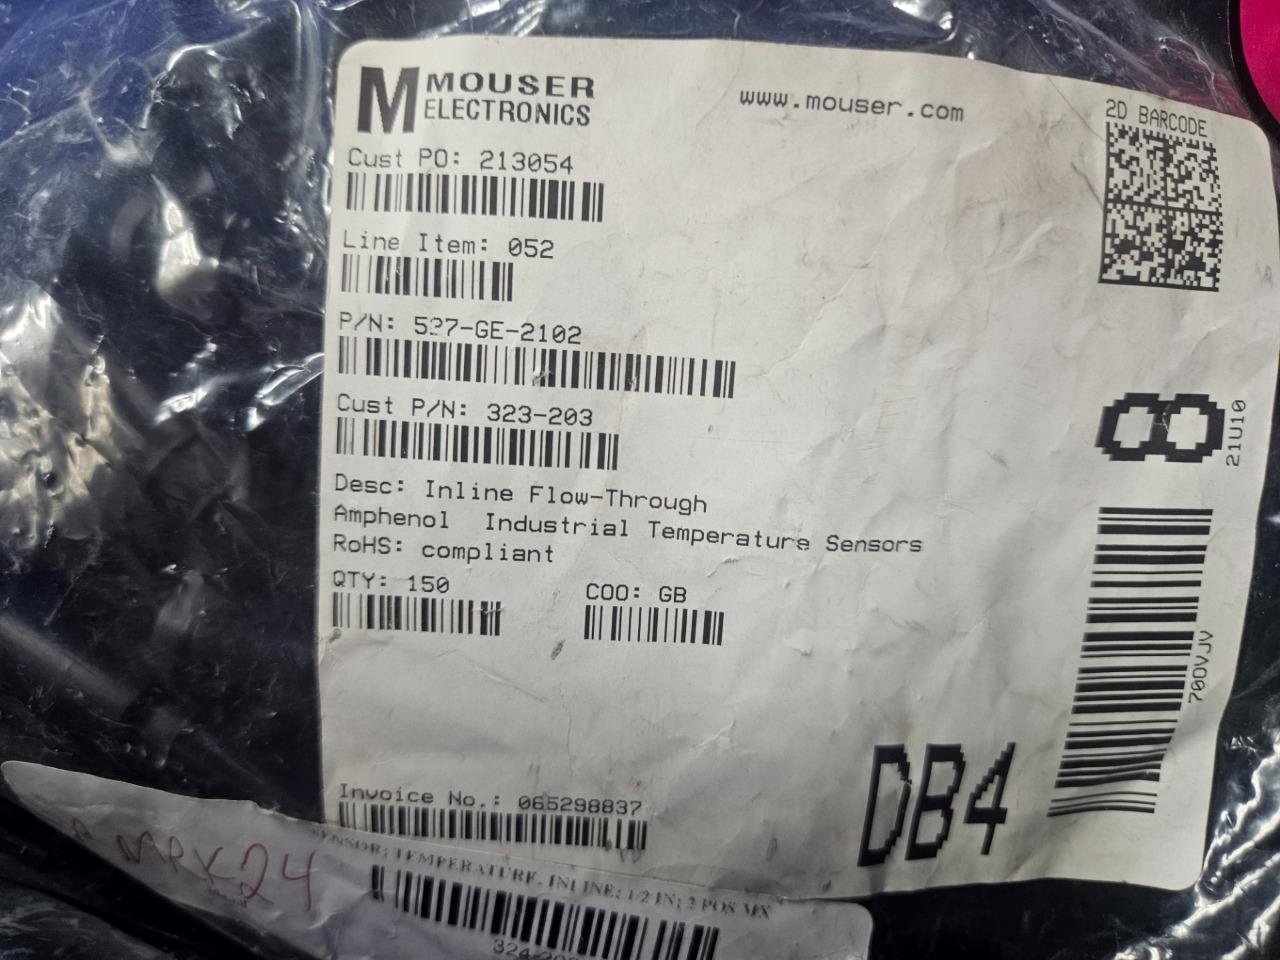 MOUSER
ELECTRONICS
www.mouser.com
2D BARCODE
Cust PO: 213054
Line Item: 052
P/N: 527-GE-2102
Cust P/N: 323-203
8
21U10
Desc: Inline Flow-Through
Amphenol Industrial Temperature Sensors
RoHS: compliant
QTY: 150
COO: GB
700VJV
DB4
Invoice No.: 065298837
SENSOR; TEMPERATURE, INLINE; 1/2 IN; 2 POS MX